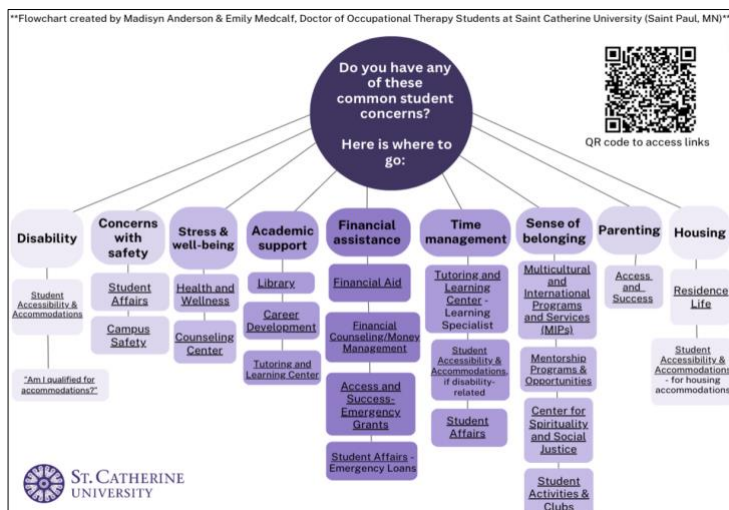 **Flowchart created by Madisyn Anderson & Emily Medcalf, Doctor of Occupational Therapy Students at Saint Catherine University (Saint Paul, MN)**
Do you have any
of these
common student
concerns?
Here is where to
go:
QR code to access links
Disability
Student
Accessibility &
Accommodations
"Am I qualified for
accommodations?"
Concerns
with
safety
Student
Affairs
Campus
Safety
Stress &
well-being
Health and
Wellness
Counseling
Center
Academic
support
Library
Career
Development
Tutoring and
Learning Center
Financial
assistance
Financial Aid
Financial
Counseling/Money
Management
Access and
Success-
Emergency
Grants
Student Affairs -
Emergency Loans
Time
management
Tutoring and
Learning
Center -
Learning
Specialist
Student
Accessibility &
Accommodations,
if disability-
related
Student
Affairs
Sense of
belonging
Multicultural
and
International
Programs
and Services
(MIPs)
Mentorship
Programs &
Opportunities
Center for
Spirituality
and Social
Justice
Student
Activities &
Clubs
Parenting
Access
and
Success
Housing
Residence
Life
Student
Accessibility &
Accommodations
- for housing
accommodations
ST. CATHERINE
UNIVERSITY